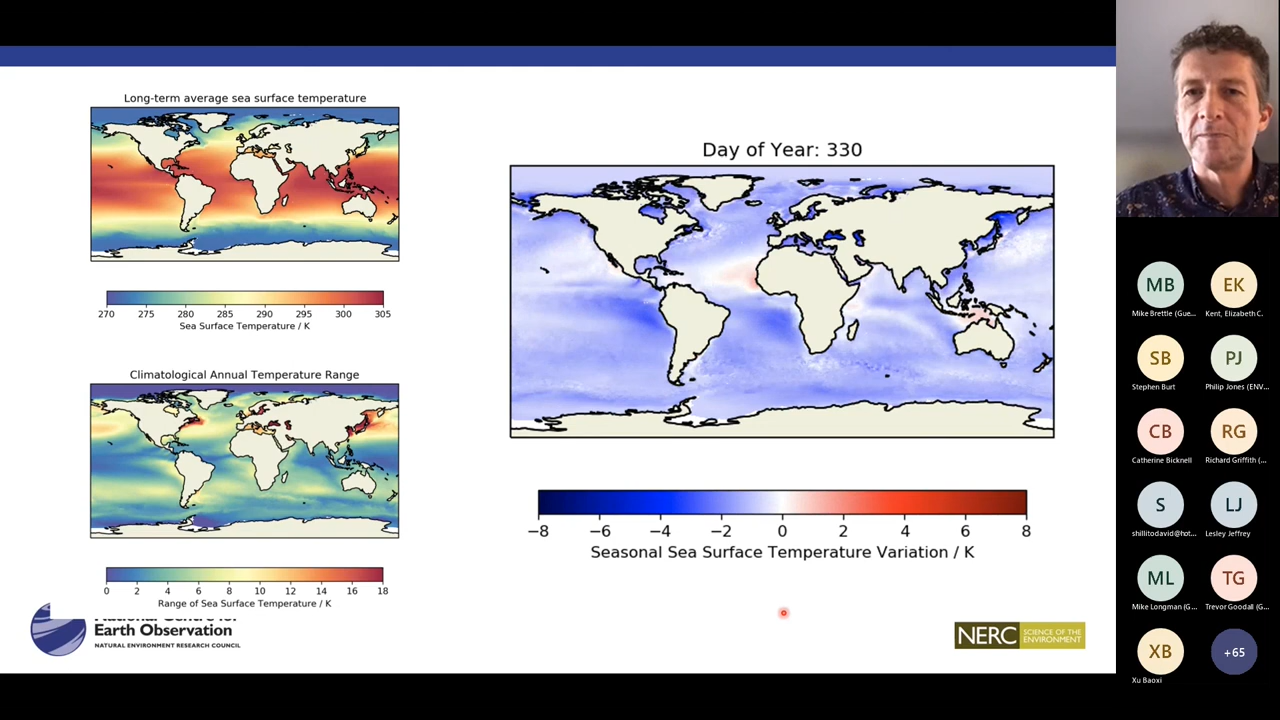 Long-term average sea surface temperature
270 275 280 285 290 295 300 305
Sea Surface Temperature / K
Climatological Annual Temperature Range
0 2 4 6 8 10 12 14 16 18
Range of Sea Surface Temperature / K
Day of Year: 330
−8 −6 −4 −2 0 2 4 6 8
Seasonal Sea Surface Temperature Variation / K
National Centre for
Earth Observation
NATURAL ENVIRONMENT RESEARCH COUNCIL
NERC SCIENCE OF THE
ENVIRONMENT
MB EK
Mike Brettle (Gue... Kent, Elizabeth C.
SB PJ
Stephen Burt Philip Jones (ENV...
CB RG
Catherine Bicknell Richard Griffith (...
S LJ
shillitodavid@hot... Lesley Jeffrey
ML TG
Mike Longman (G... Trevor Goodall (G...
XB +65
Xu Baoxi